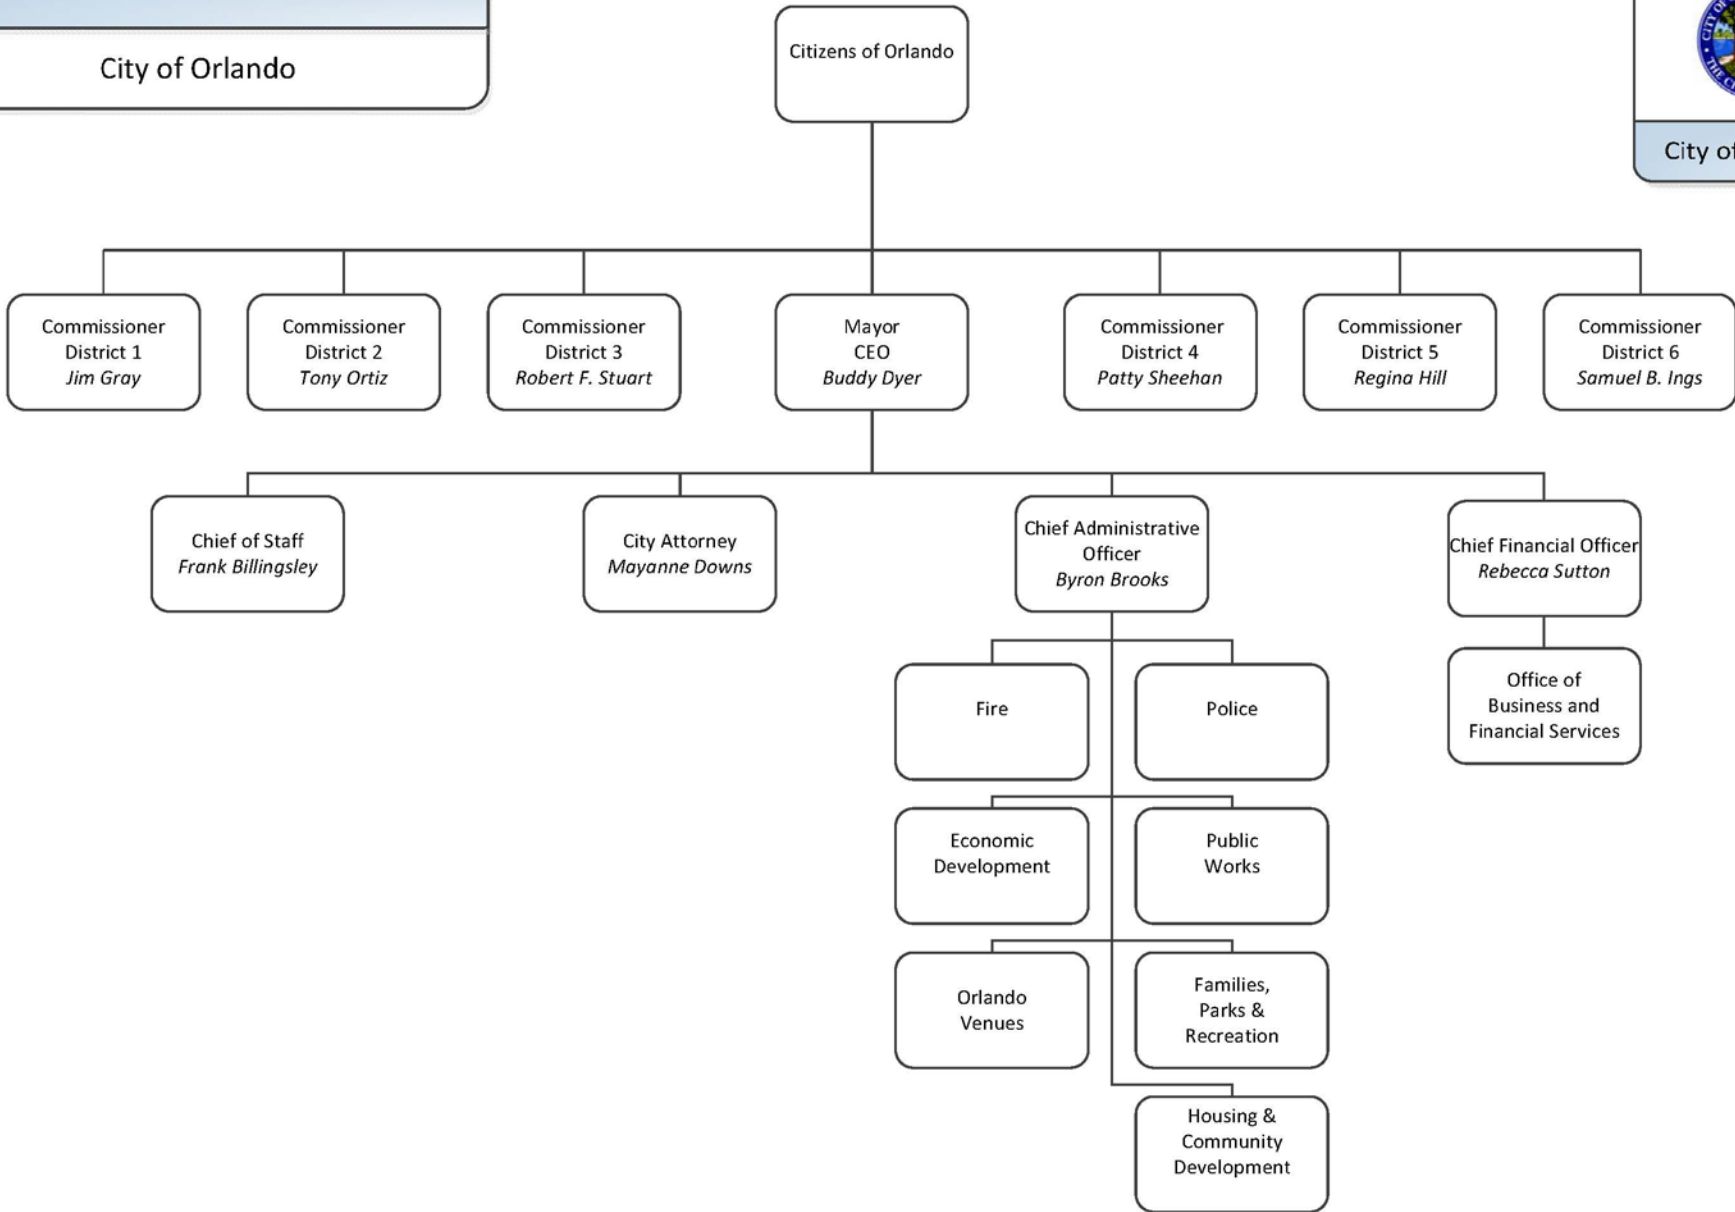 City of Orlando
Citizens of Orlando
CITY OF
THE
City of
Commissioner
District 1
Jim Gray
Commissioner
District 2
Tony Ortiz
Commissioner
District 3
Robert F. Stuart
Mayor
CEO
Buddy Dyer
Commissioner
District 4
Patty Sheehan
Commissioner
District 5
Regina Hill
Commissioner
District 6
Samuel B. Ings
Chief of Staff
Frank Billingsley
City Attorney
Mayanne Downs
Chief Administrative
Officer
Byron Brooks
Chief Financial Officer
Rebecca Sutton
Fire
Police
Office of
Business and
Financial Services
Economic
Development
Public
Works
Orlando
Venues
Families,
Parks &
Recreation
Housing &
Community
Development